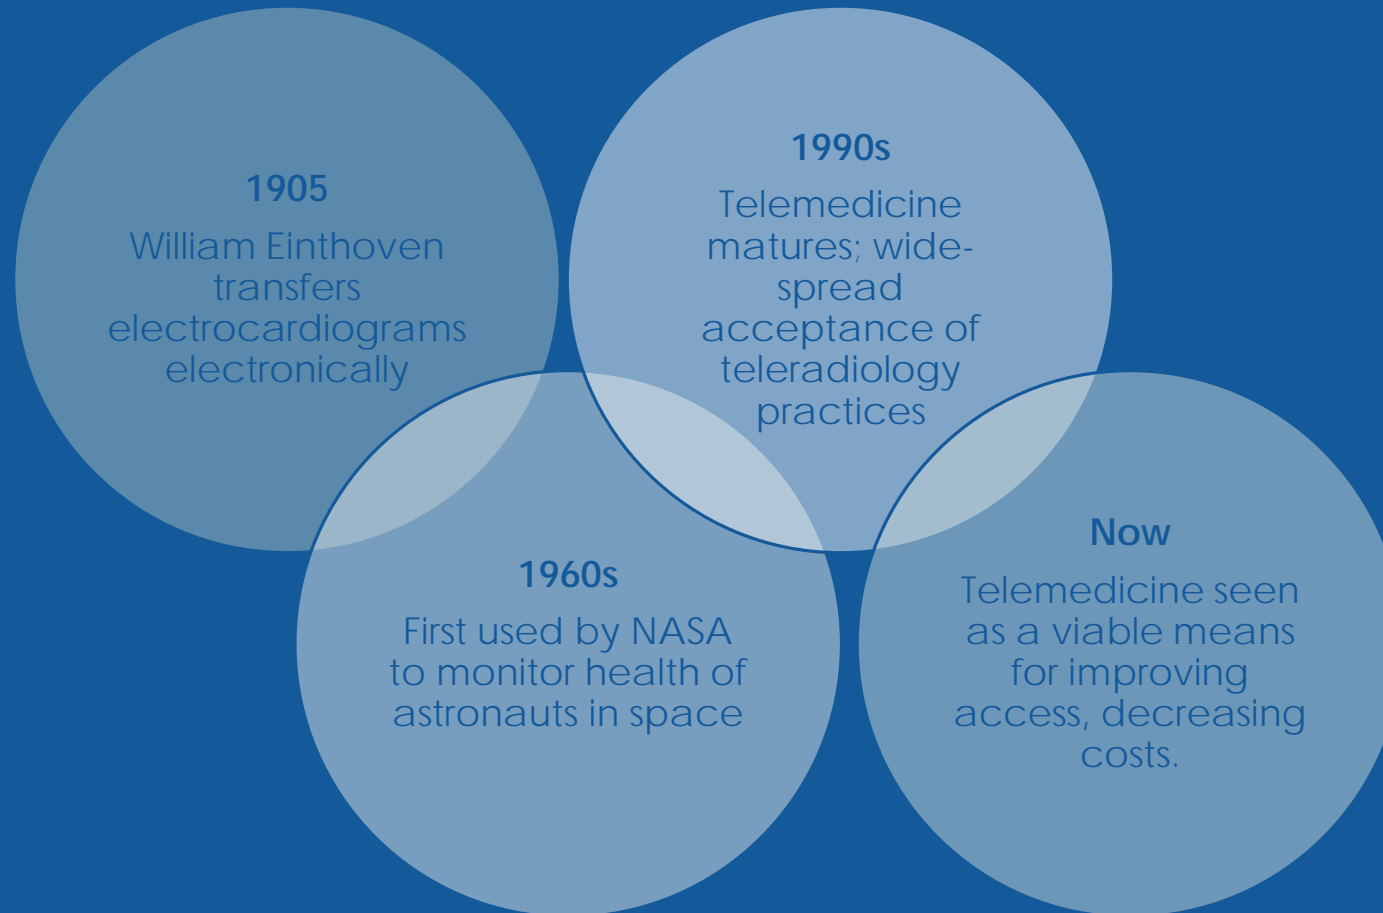 1905
William Einthoven
transfers
electrocardiograms
electronically
1960s
First used by NASA
to monitor health of
astronauts in space
1990s
Telemedicine
matures; wide-
spread
acceptance of
teleradiology
practices
Now
Telemedicine seen
as a viable means
for improving
access, decreasing
costs.